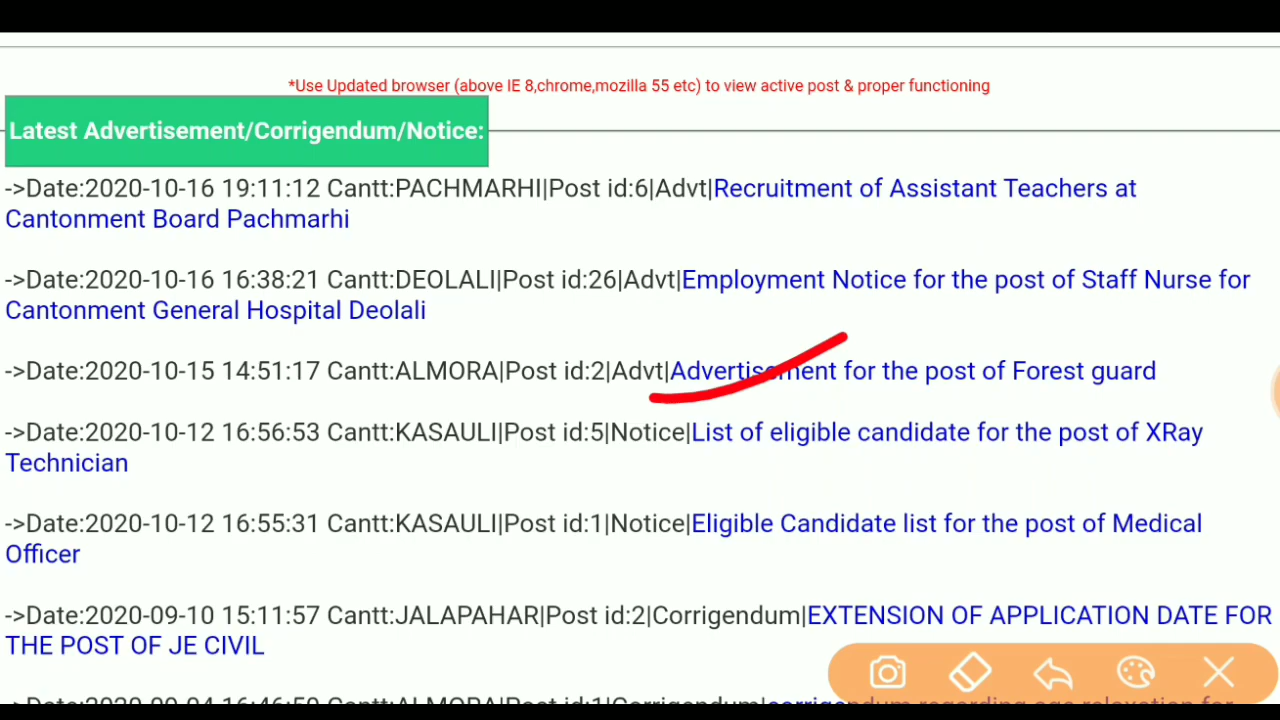 *Use Updated browser (above IE 8,chrome,mozilla 55 etc) to view active post & proper functioning
Latest Advertisement/Corrigendum/Notice:
->Date:2020-10-16 19:11:12 Cantt:PACHMARHI|Post id:6|Advt|Recruitment of Assistant Teachers at
Cantonment Board Pachmarhi
->Date:2020-10-16 16:38:21 Cantt:DEOLALI|Post id:26|Advt|Employment Notice for the post of Staff Nurse for
Cantonment General Hospital Deolali
->Date:2020-10-15 14:51:17 Cantt:ALMORA|Post id:2|Advt|Advertisement for the post of Forest guard
->Date:2020-10-12 16:56:53 Cantt:KASAULI|Post id:5|Notice|List of eligible candidate for the post of XRay
Technician
->Date:2020-10-12 16:55:31 Cantt:KASAULI|Post id:1|Notice|Eligible Candidate list for the post of Medical
Officer
->Date:2020-09-10 15:11:57 Cantt:JALAPAHAR|Post id:2|Corrigendum|EXTENSION OF APPLICATION DATE FOR
THE POST OF JE CIVIL